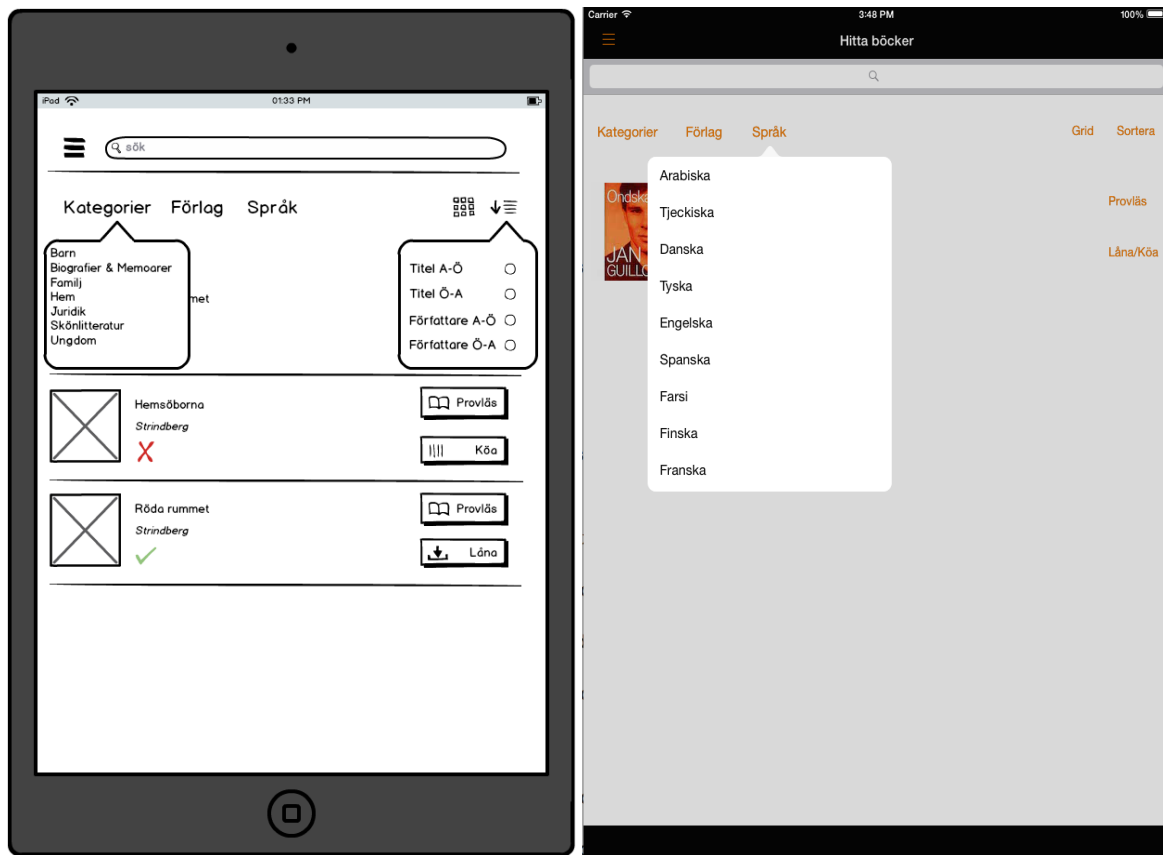 iPad
01:33 PM
sök
Kategorier Förlag Språk
Barn
Biografier & Memoarer
Familj
Hem
Juridik
Skönlitteratur
Ungdom
met
Titel A-Ö
Titel Ö-A
Författare A-Ö
Författare Ö-A
Hemsöborna
Strindberg
Provläs
Köa
Röda rummet
Strindberg
Provläs
Låna
Carrier 3:48 PM 100%
Hitta böcker
Kategorier Förlag Språk Grid Sortera
Arabiska
Tjeckiska
Danska
Tyska
Engelska
Spanska
Farsi
Finska
Franska
Ondska
JAN
GUILLO
Provläs
Låna/Köa